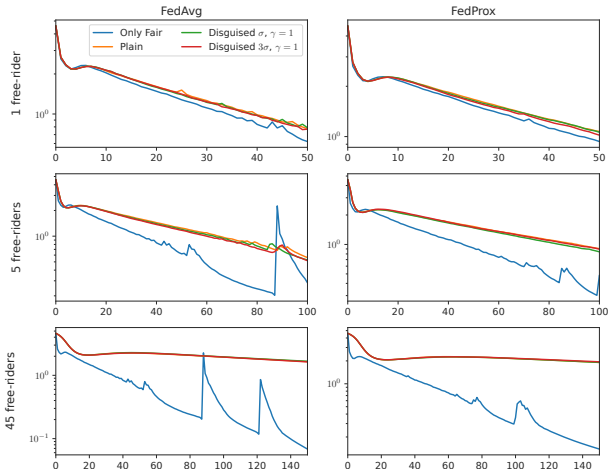 FedAvg
FedProx
Only Fair
Plain
Disguised σ, γ = 1
Disguised 3σ, γ = 1
1 free-rider
10⁰
10⁰
0 10 20 30 40 50
0 10 20 30 40 50
5 free-riders
10⁰
10⁰
0 20 40 60 80 100
0 20 40 60 80 100
45 free-riders
10⁰
10⁻¹
10⁰
0 20 40 60 80 100 120 140
0 20 40 60 80 100 120 140